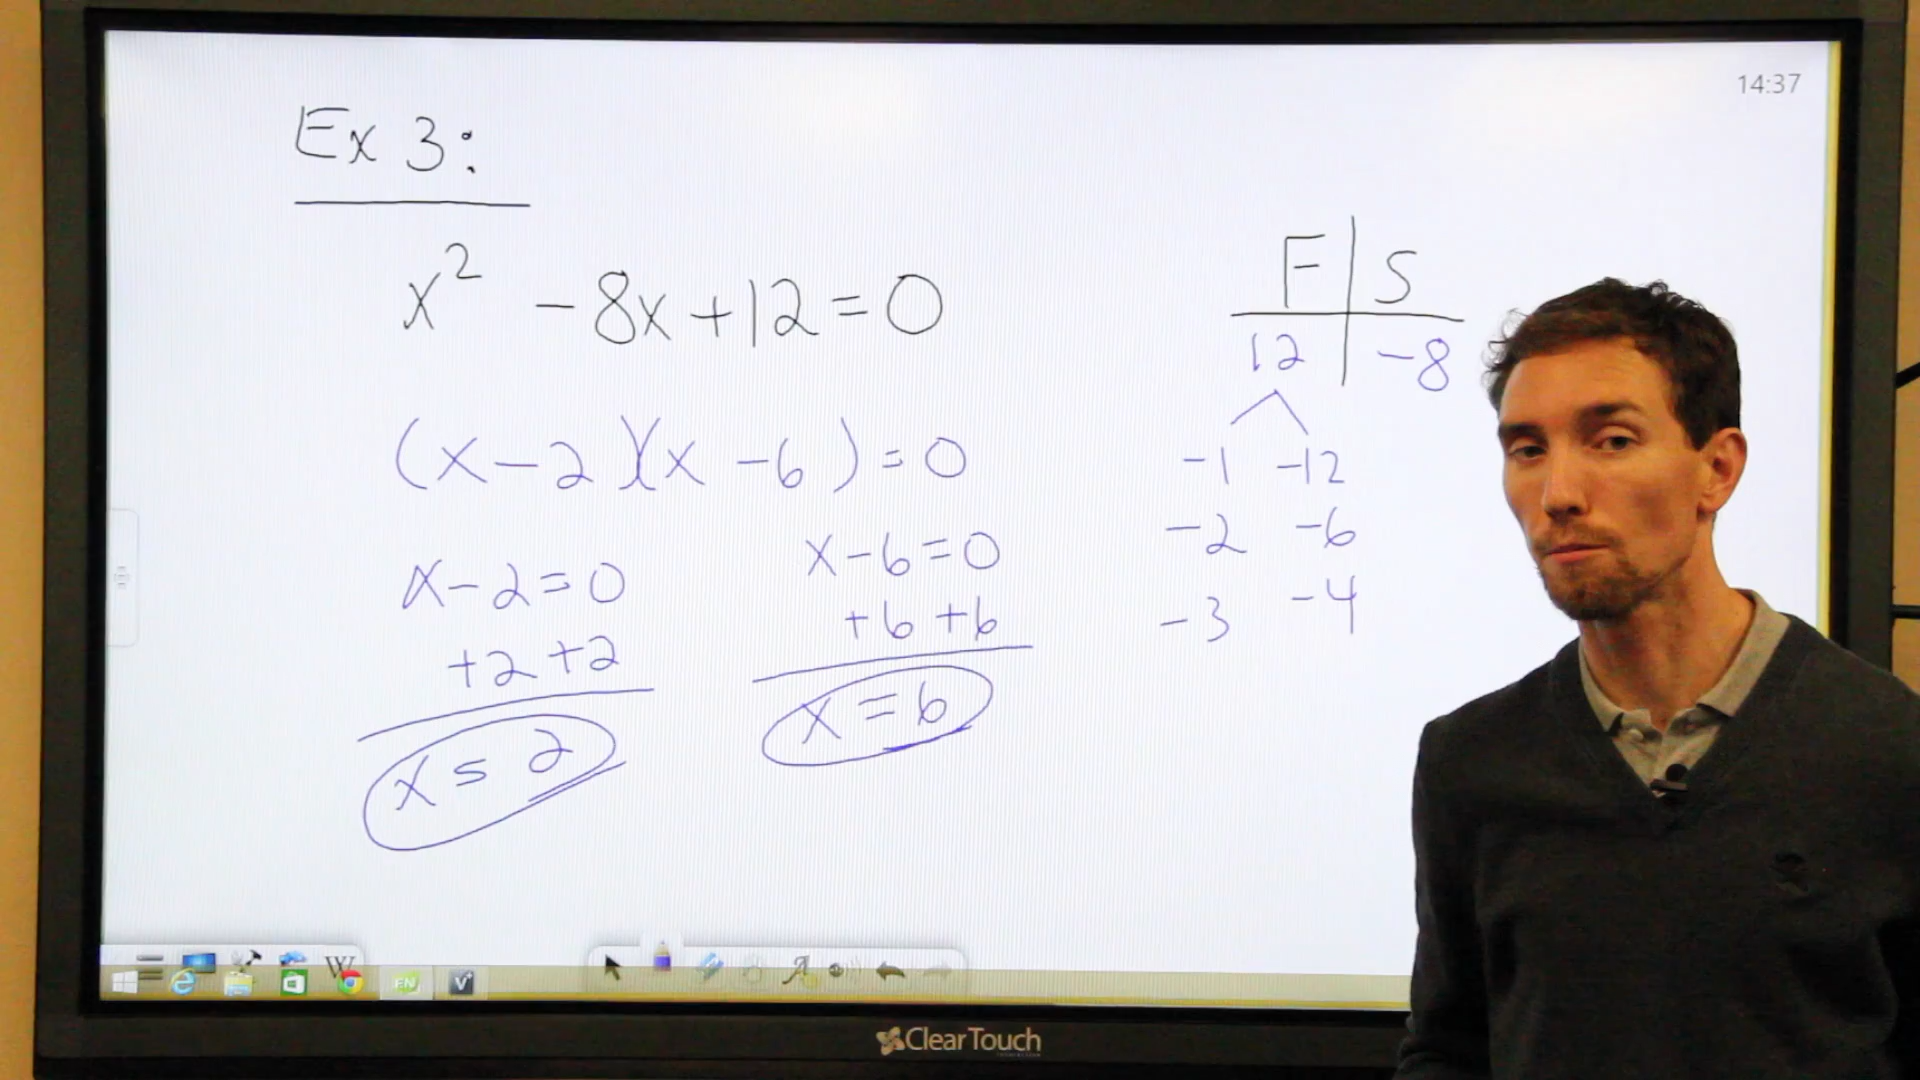 14:37
Ex 3:
x² - 8x + 12 = 0
(x - 2)(x - 6) = 0
x - 2 = 0
+2 +2
x = 2
x - 6 = 0
+6 +6
x = 6
F | S
12 | -8
-1 -12
-2 -6
-3 -4
W
FN
ClearTouch